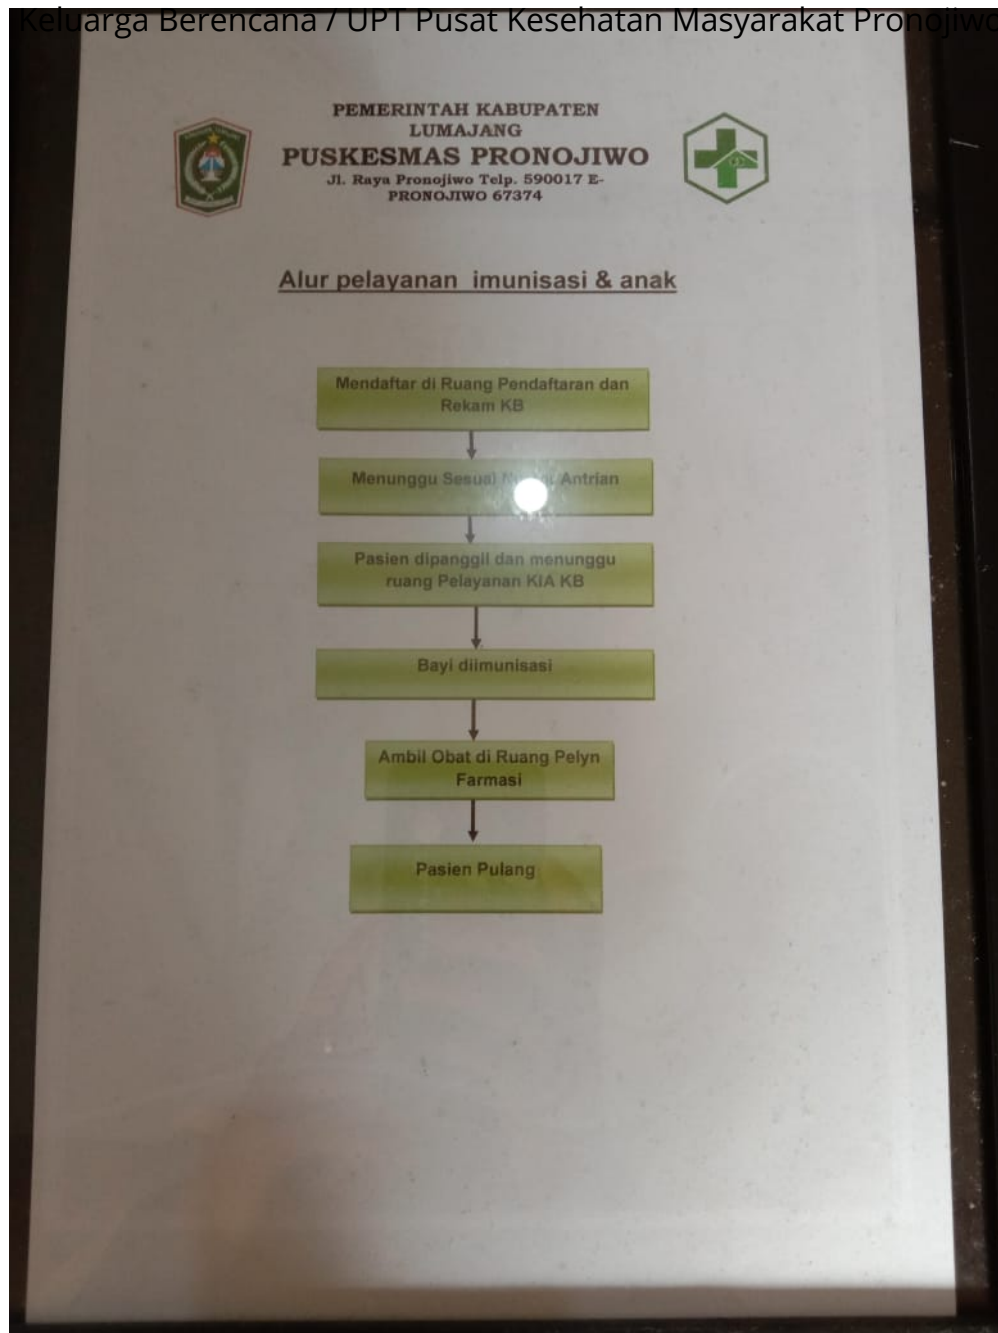 Keluarga Berencana / UPT Pusat Kesehatan Masyarakat Pronojiwo
PEMERINTAH KABUPATEN
LUMAJANG
PUSKESMAS PRONOJIWO
Jl. Raya Pronojiwo Telp. 590017 E-
PRONOJIWO 67374
Alur pelayanan imunisasi & anak
Mendaftar di Ruang Pendaftaran dan
Rekam KB
Menunggu Sesuai Antrian
Pasien dipanggil dan menunggu
ruang Pelayanan KIA KB
Bayi diimunisasi
Ambil Obat di Ruang Pelyn
Farmasi
Pasien Pulang